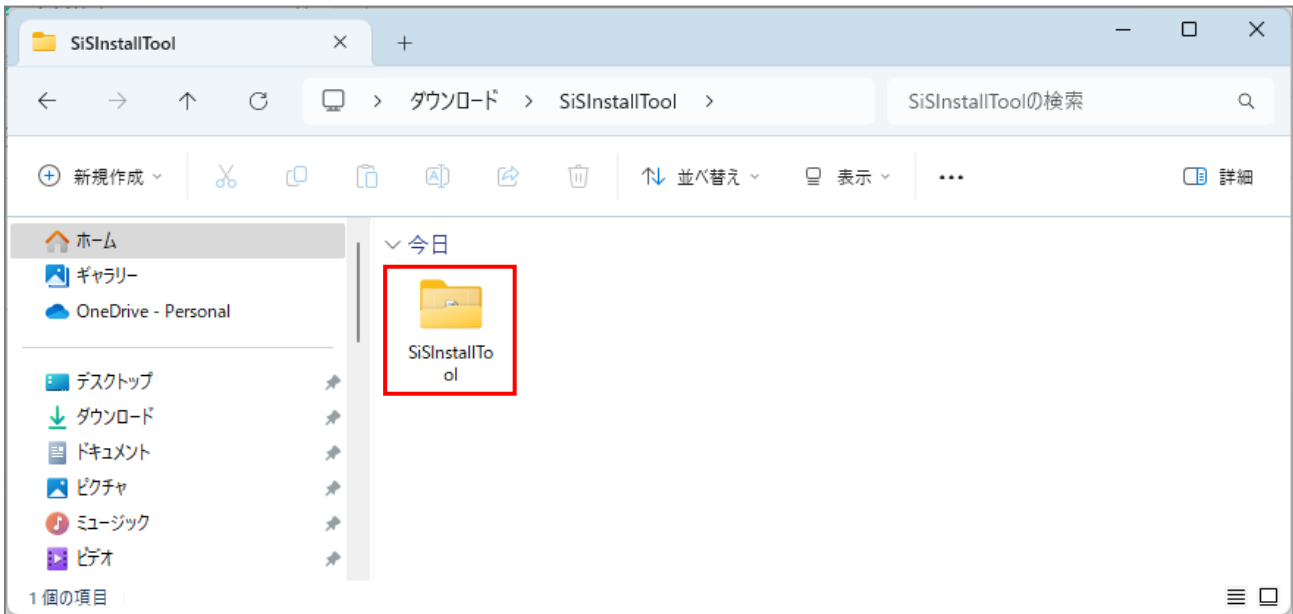 SiSInstallTool
ダウンロード > SiSInstallTool >
SiSInstallToolの検索
新規作成
並べ替え
表示
詳細
ホーム
ギャラリー
OneDrive - Personal
デスクトップ
ダウンロード
ドキュメント
ピクチャ
ミュージック
ビデオ
今日
SiSInstallTo
ol
1 個の項目